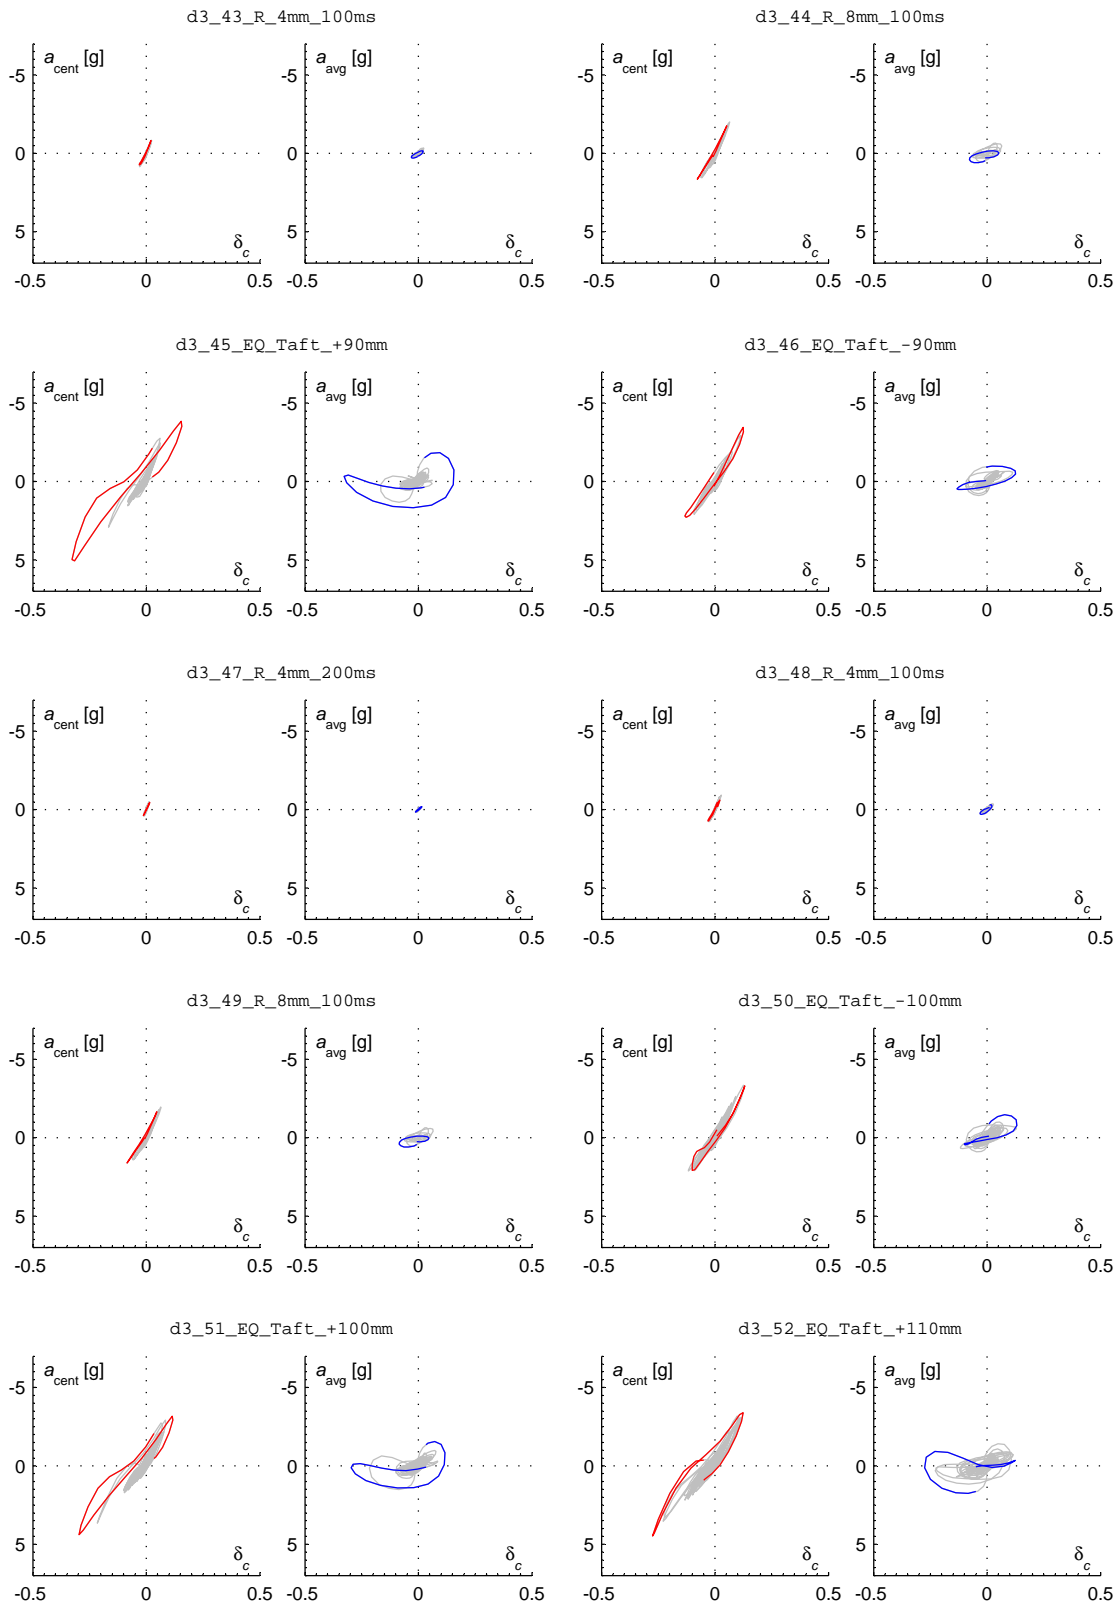 d3_43_R_4mm_100ms
d3_44_R_8mm_100ms
a_cent [g]
a_avg [g]
a_cent [g]
a_avg [g]
-5
0
5
-5
0
5
-5
0
5
-5
0
5
δ_c
δ_c
δ_c
δ_c
-0.5 0 0.5
-0.5 0 0.5
-0.5 0 0.5
-0.5 0 0.5
d3_45_EQ_Taft_+90mm
d3_46_EQ_Taft_-90mm
a_cent [g]
a_avg [g]
a_cent [g]
a_avg [g]
-5
0
5
-5
0
5
-5
0
5
-5
0
5
δ_c
δ_c
δ_c
δ_c
-0.5 0 0.5
-0.5 0 0.5
-0.5 0 0.5
-0.5 0 0.5
d3_47_R_4mm_200ms
d3_48_R_4mm_100ms
a_cent [g]
a_avg [g]
a_cent [g]
a_avg [g]
-5
0
5
-5
0
5
-5
0
5
-5
0
5
δ_c
δ_c
δ_c
δ_c
-0.5 0 0.5
-0.5 0 0.5
-0.5 0 0.5
-0.5 0 0.5
d3_49_R_8mm_100ms
d3_50_EQ_Taft_-100mm
a_cent [g]
a_avg [g]
a_cent [g]
a_avg [g]
-5
0
5
-5
0
5
-5
0
5
-5
0
5
δ_c
δ_c
δ_c
δ_c
-0.5 0 0.5
-0.5 0 0.5
-0.5 0 0.5
-0.5 0 0.5
d3_51_EQ_Taft_+100mm
d3_52_EQ_Taft_+110mm
a_cent [g]
a_avg [g]
a_cent [g]
a_avg [g]
-5
0
5
-5
0
5
-5
0
5
-5
0
5
δ_c
δ_c
δ_c
δ_c
-0.5 0 0.5
-0.5 0 0.5
-0.5 0 0.5
-0.5 0 0.5